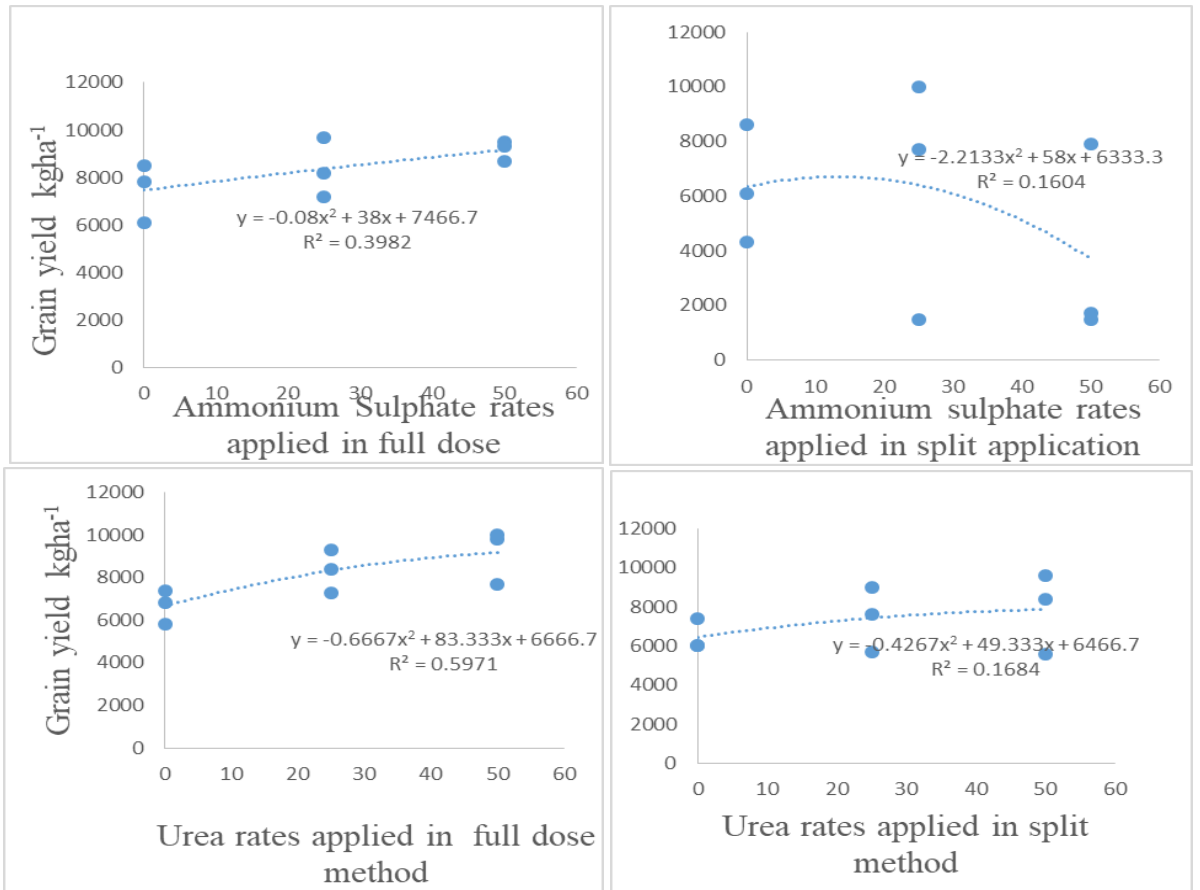 12000
10000
8000
6000
4000
2000
0
0 10 20 30 40 50 60
Grain yield kgha⁻¹
y = -0.08x² + 38x + 7466.7
R² = 0.3982
Ammonium Sulphate rates
applied in full dose
12000
10000
8000
6000
4000
2000
0
0 10 20 30 40 50 60
y = -2.2133x² + 58x + 6333.3
R² = 0.1604
Ammonium sulphate rates
applied in split application
12000
10000
8000
6000
4000
2000
0
0 10 20 30 40 50 60
Grain yield kgha⁻¹
y = -0.6667x² + 83.333x + 6666.7
R² = 0.5971
Urea rates applied in full dose
method
12000
10000
8000
6000
4000
2000
0
0 10 20 30 40 50 60
y = -0.4267x² + 49.333x + 6466.7
R² = 0.1684
Urea rates applied in split
method